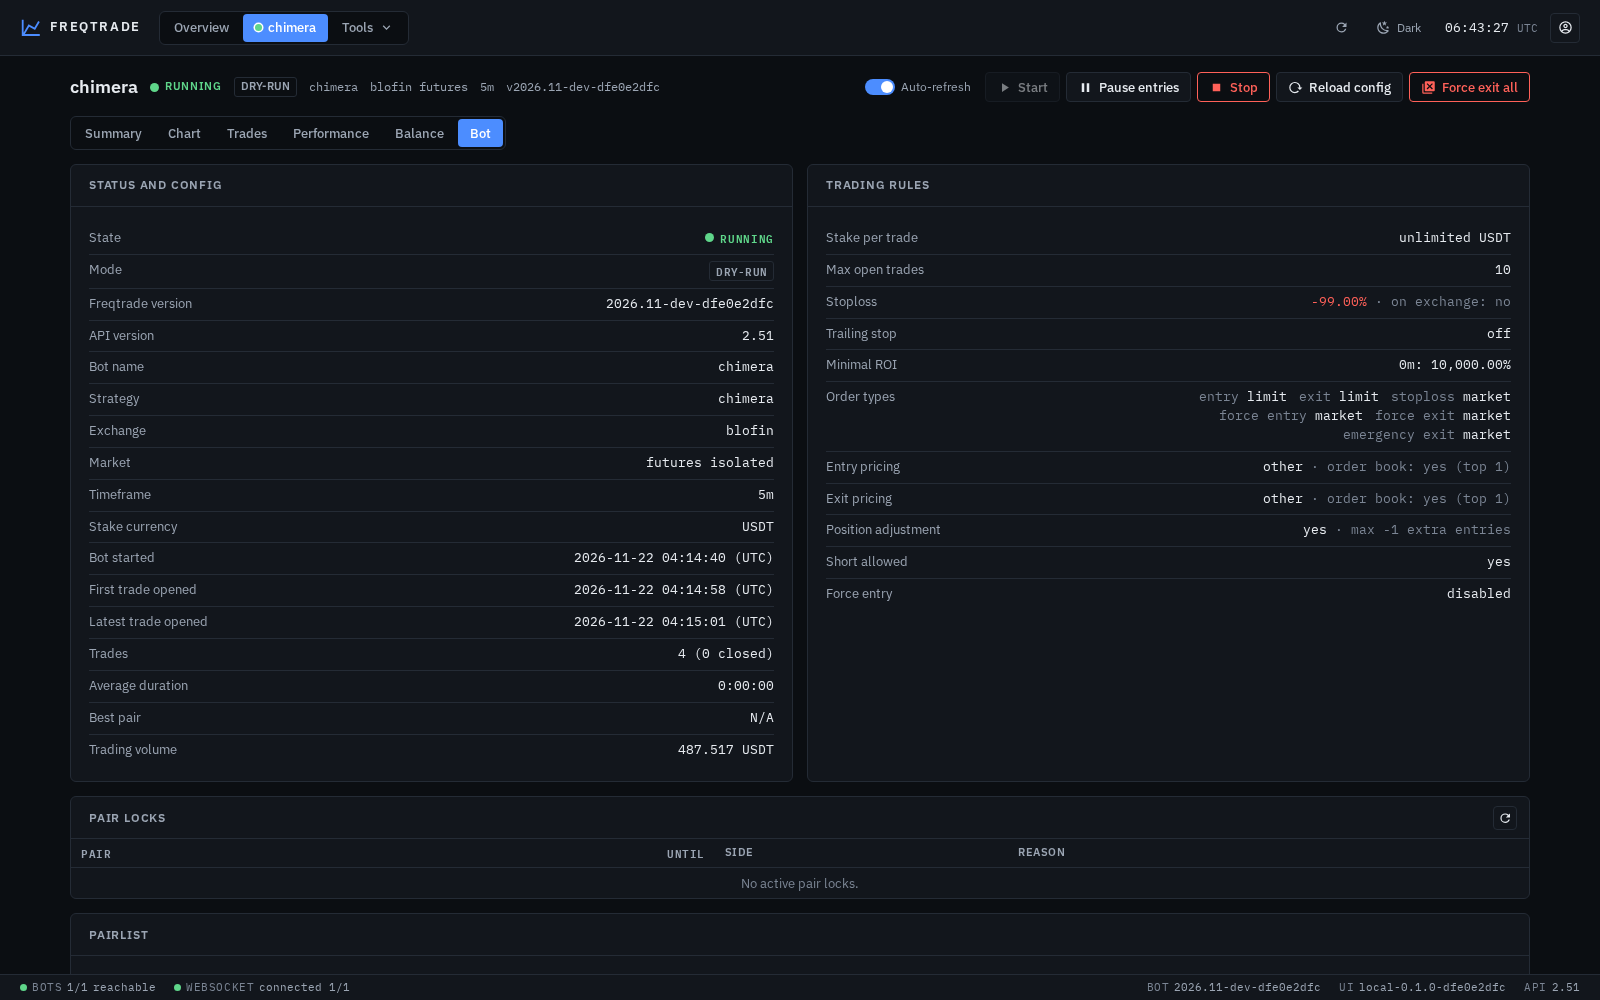 FREQTRADE Overview chimera Tools Dark 06:43:27 UTC
chimera RUNNING DRY-RUN chimera blofin futures 5m v2026.11-dev-dfe0e2dfc Auto-refresh Start Pause entries Stop Reload config Force exit all
Summary Chart Trades Performance Balance Bot
STATUS AND CONFIG
State RUNNING
Mode DRY-RUN
Freqtrade version 2026.11-dev-dfe0e2dfc
API version 2.51
Bot name chimera
Strategy chimera
Exchange blofin
Market futures isolated
Timeframe 5m
Stake currency USDT
Bot started 2026-11-22 04:14:40 (UTC)
First trade opened 2026-11-22 04:14:58 (UTC)
Latest trade opened 2026-11-22 04:15:01 (UTC)
Trades 4 (0 closed)
Average duration 0:00:00
Best pair N/A
Trading volume 487.517 USDT
TRADING RULES
Stake per trade unlimited USDT
Max open trades 10
Stoploss -99.00% · on exchange: no
Trailing stop off
Minimal ROI 0m: 10,000.00%
Order types entry limit exit limit stoploss market
force entry market force exit market
emergency exit market
Entry pricing other · order book: yes (top 1)
Exit pricing other · order book: yes (top 1)
Position adjustment yes · max -1 extra entries
Short allowed yes
Force entry disabled
PAIR LOCKS
PAIR UNTIL SIDE REASON
No active pair locks.
PAIRLIST
BOTS 1/1 reachable WEBSOCKET connected 1/1 BOT 2026.11-dev-dfe0e2dfc UI local-0.1.0-dfe0e2dfc API 2.51